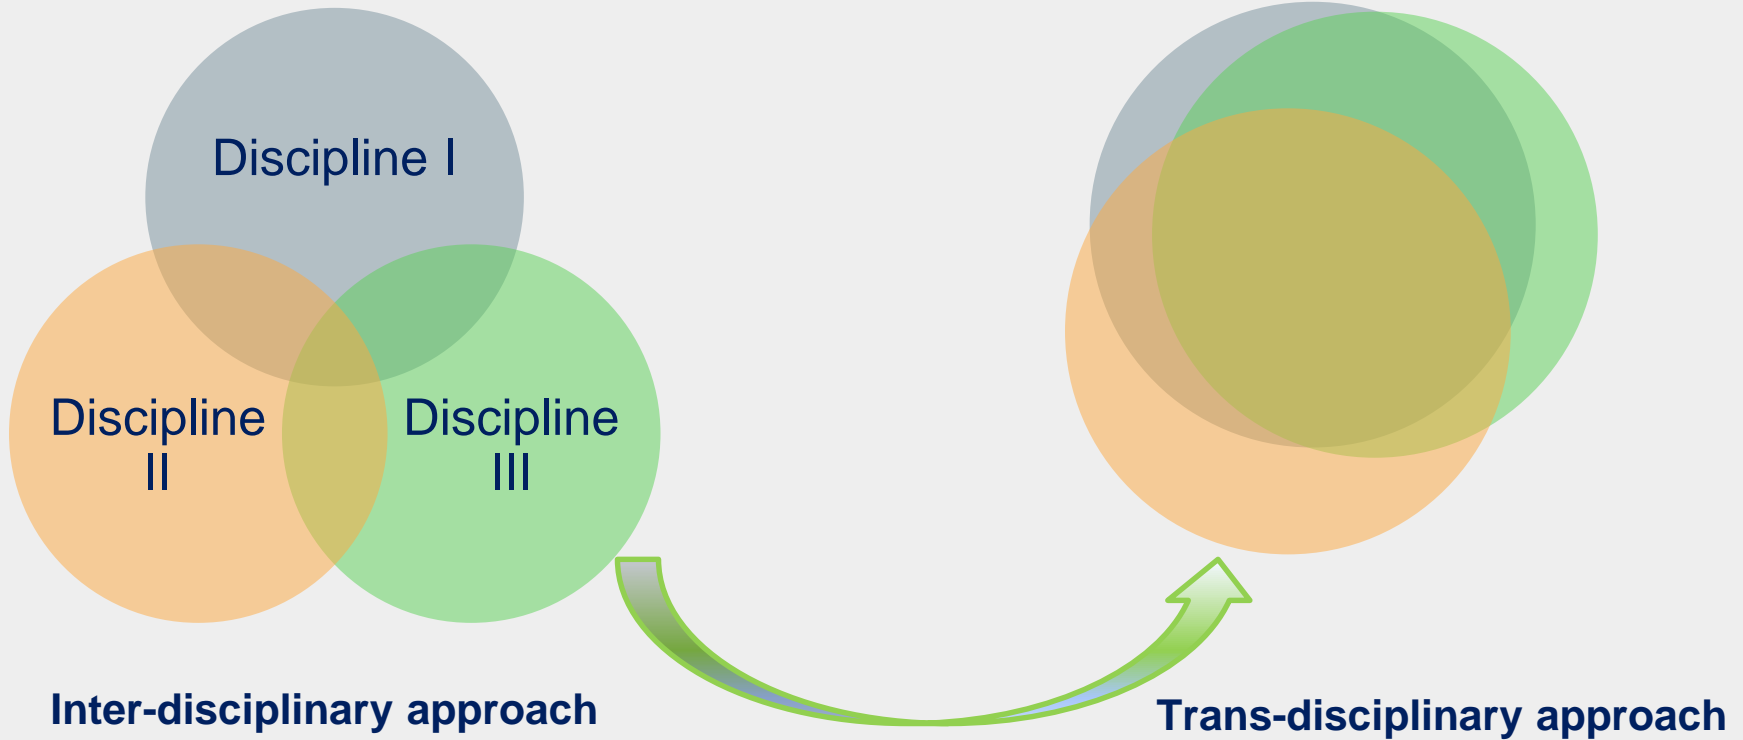 Discipline I
Discipline
II
Discipline
III
Inter-disciplinary approach
Trans-disciplinary approach